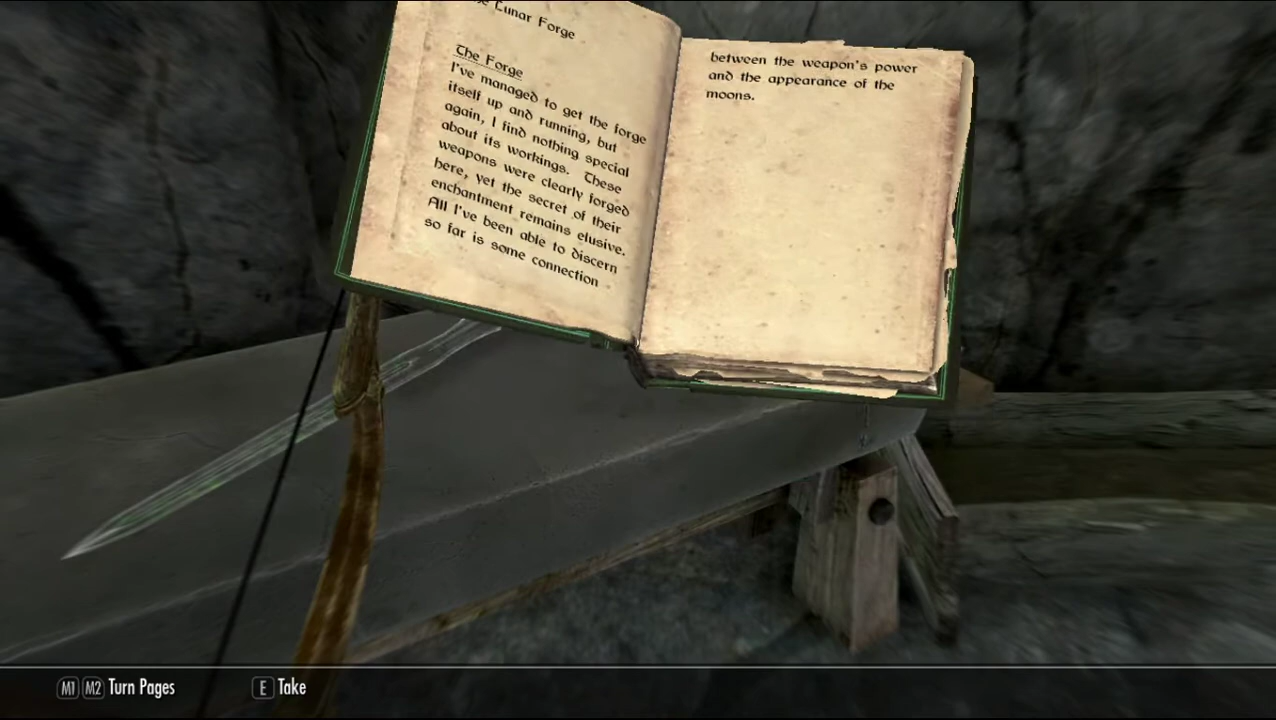 Lunar Forge
The Forge
I've managed to get the forge
itself up and running, but
again, I find nothing special
about its workings. These
weapons were clearly forged
here, yet the secret of their
enchantment remains elusive.
All I've been able to discern
so far is some connection
between the weapon's power
and the appearance of the
moons.
M1 M2 Turn Pages
E Take